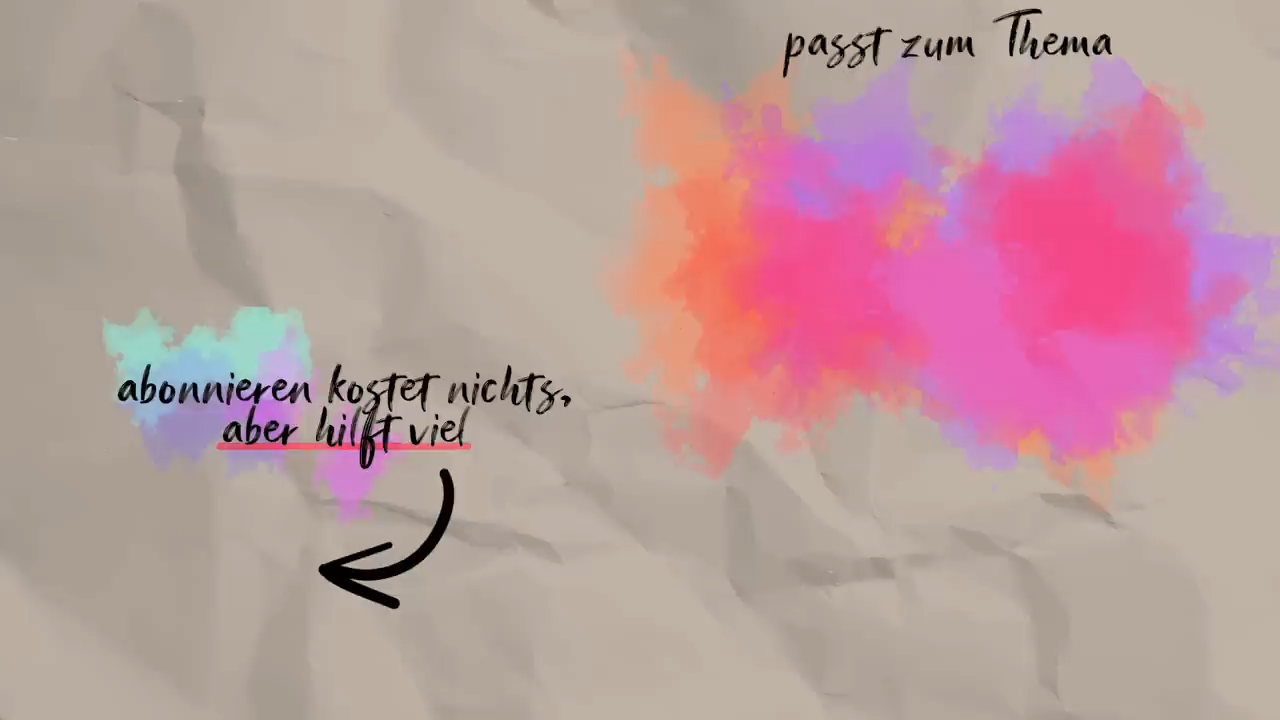 passt zum Thema
abonnieren kostet nichts,
aber hilft viel